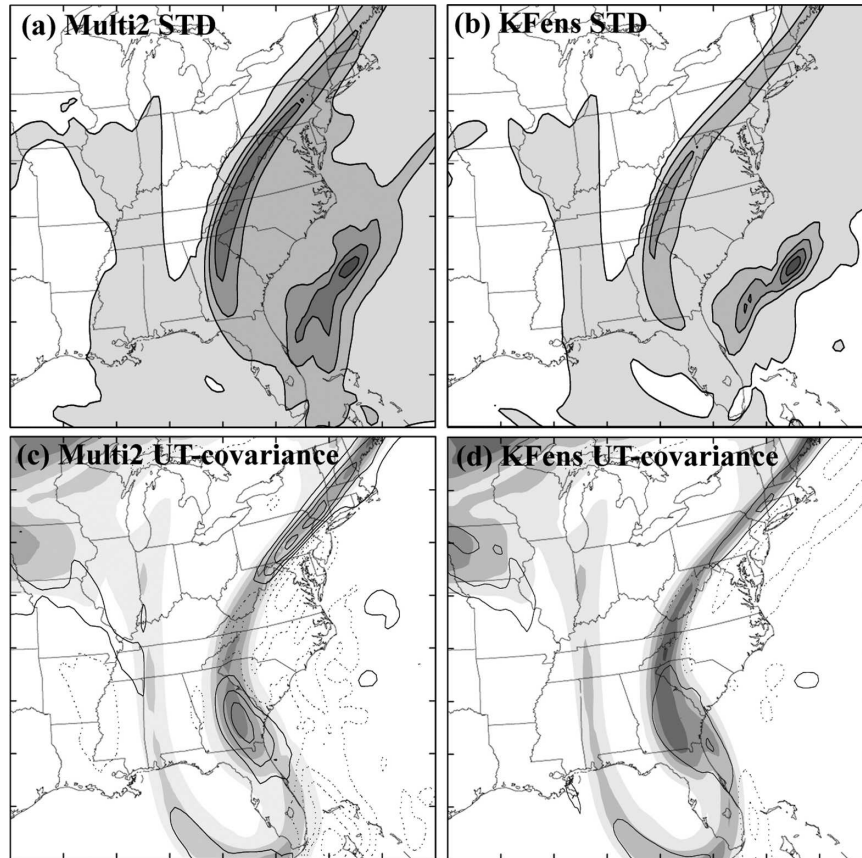 (a) Multi2 STD
(b) KFens STD
(c) Multi2 UT-covariance
(d) KFens UT-covariance